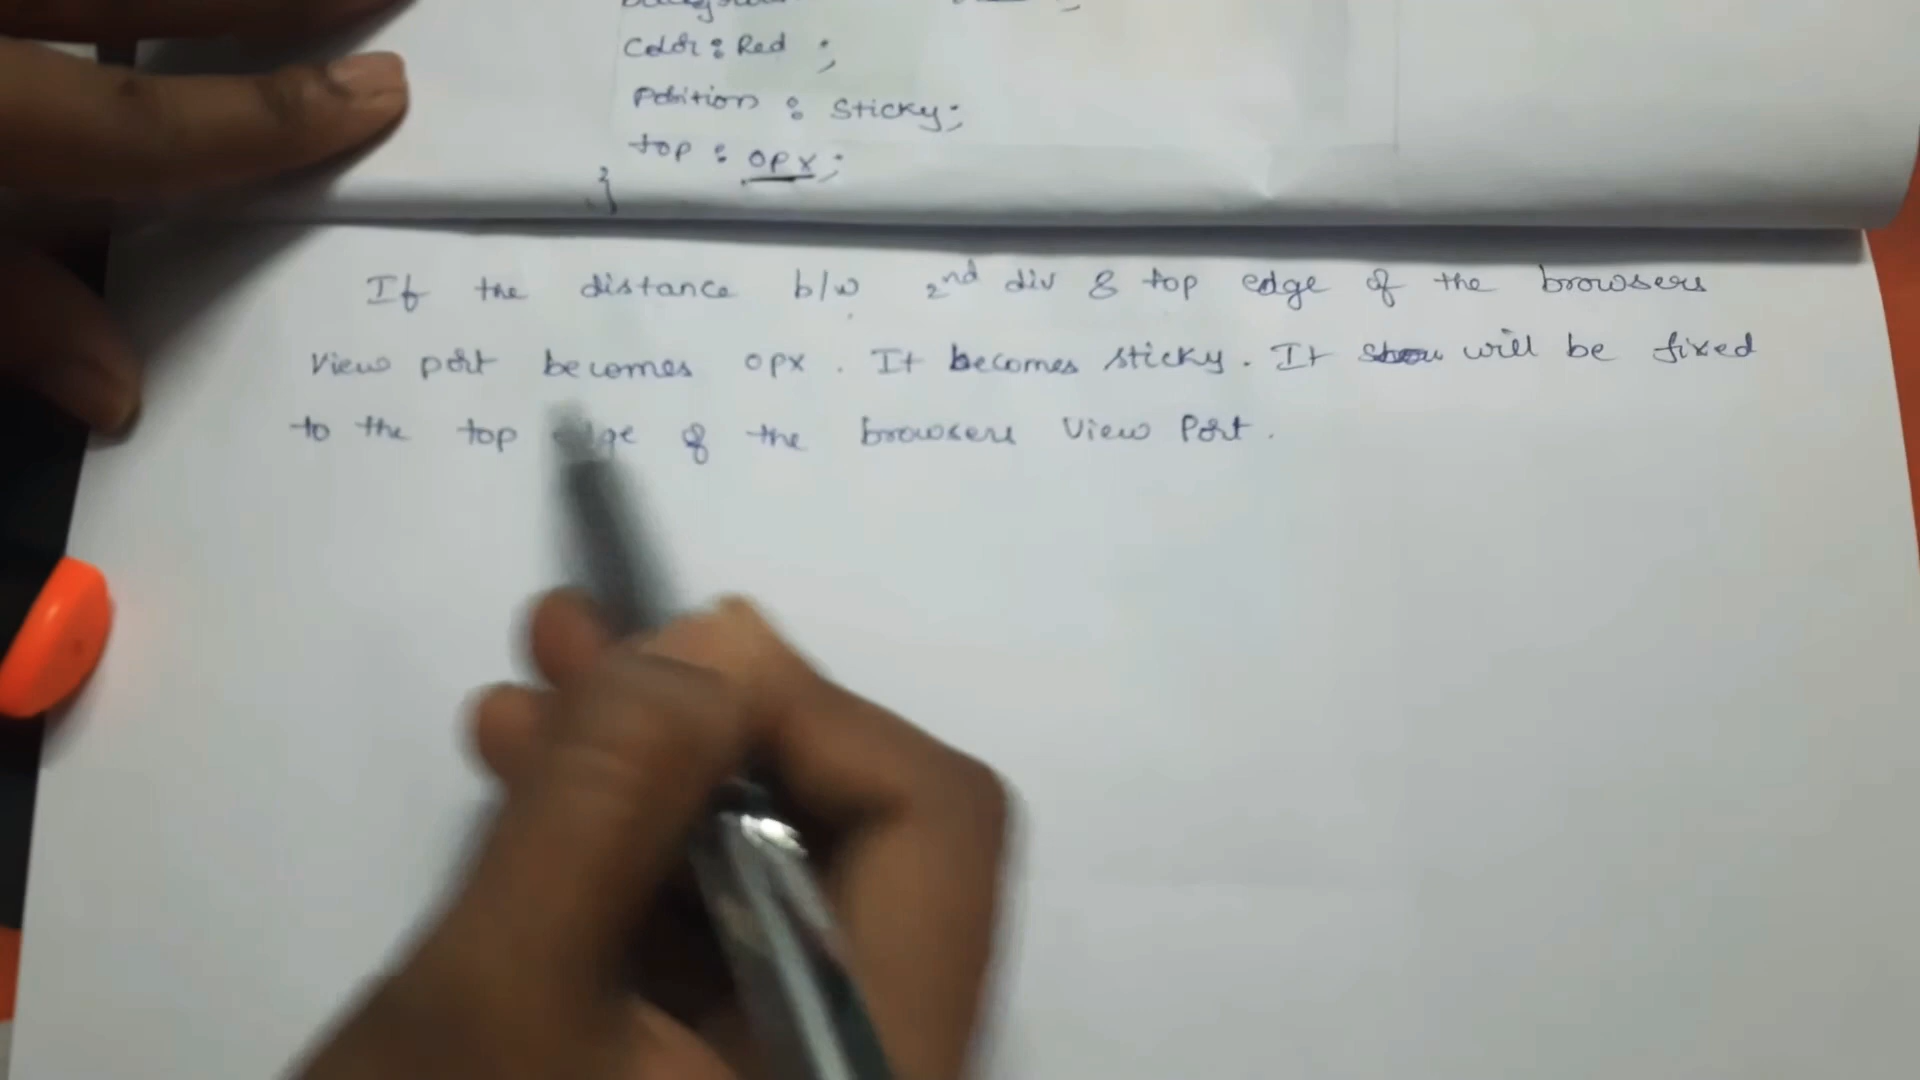 Color : Red ;
Position : Sticky;
top : 0px;
}
If the distance b/w 2nd div & top edge of the browsers
View port becomes 0px . It becomes sticky. It will be fixed
to the top edge of the browsers View Port .